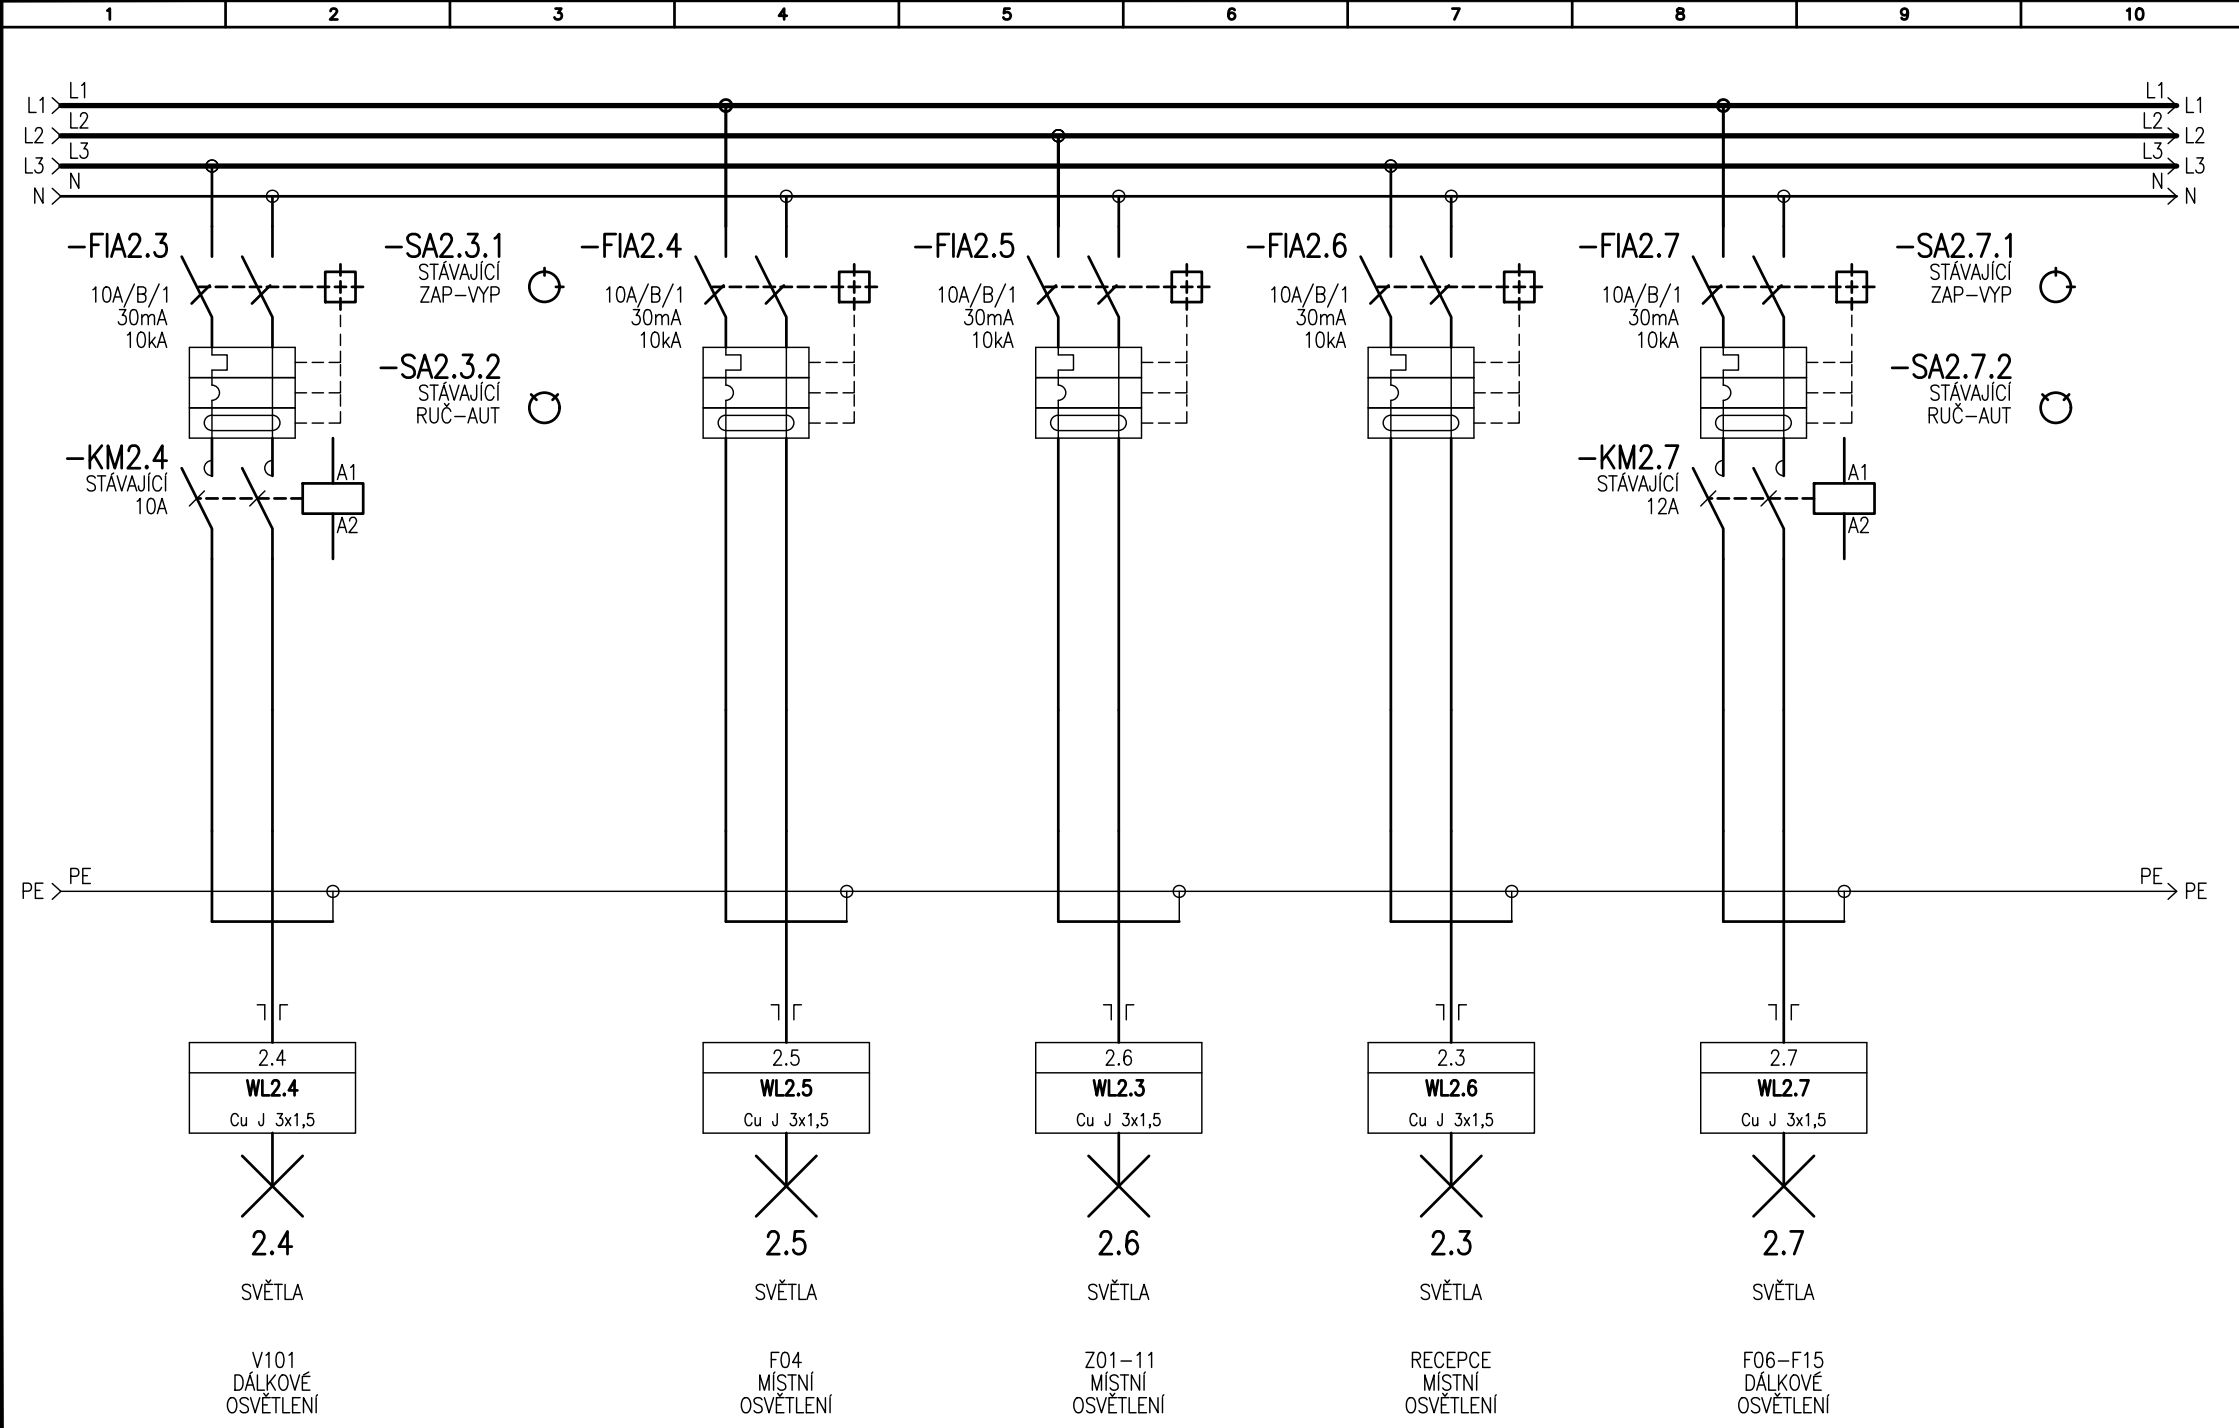 1 2 3 4 5 6 7 8 9 10
L1 L1 L1 L1
L2 L2 L2 L2
L3 L3 L3 L3
N N N N
-FIA2.3
10A/B/1
30mA
10kA
-SA2.3.1
STÁVAJÍCÍ
ZAP-VYP
-SA2.3.2
STÁVAJÍCÍ
RUČ-AUT
-KM2.4
STÁVAJÍCÍ
10A
A1
A2
-FIA2.4
10A/B/1
30mA
10kA
-FIA2.5
10A/B/1
30mA
10kA
-FIA2.6
10A/B/1
30mA
10kA
-FIA2.7
10A/B/1
30mA
10kA
-SA2.7.1
STÁVAJÍCÍ
ZAP-VYP
-SA2.7.2
STÁVAJÍCÍ
RUČ-AUT
-KM2.7
STÁVAJÍCÍ
12A
A1
A2
PE PE PE PE
2.4
WL2.4
Cu J 3x1,5
2.4
SVĚTLA
V101
DÁLKOVÉ
OSVĚTLENÍ
2.5
WL2.5
Cu J 3x1,5
2.5
SVĚTLA
F04
MÍSTNÍ
OSVĚTLENÍ
2.6
WL2.3
Cu J 3x1,5
2.6
SVĚTLA
Z01-11
MÍSTNÍ
OSVĚTLENÍ
2.3
WL2.6
Cu J 3x1,5
2.3
SVĚTLA
RECEPCE
MÍSTNÍ
OSVĚTLENÍ
2.7
WL2.7
Cu J 3x1,5
2.7
SVĚTLA
F06-F15
DÁLKOVÉ
OSVĚTLENÍ